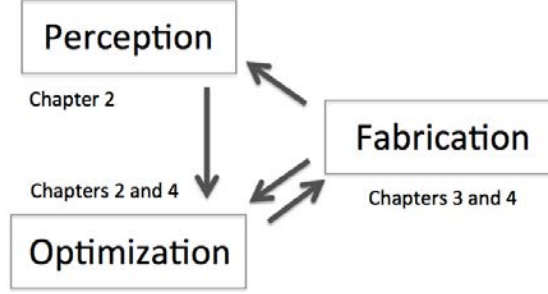 Perception
Chapter 2
Fabrication
Chapters 3 and 4
Chapters 2 and 4
Optimization